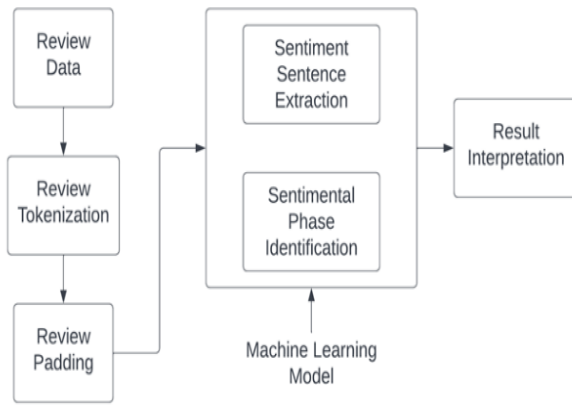 Review
Data
Review
Tokenization
Review
Padding
Sentiment
Sentence
Extraction
Sentimental
Phase
Identification
Machine Learning
Model
Result
Interpretation